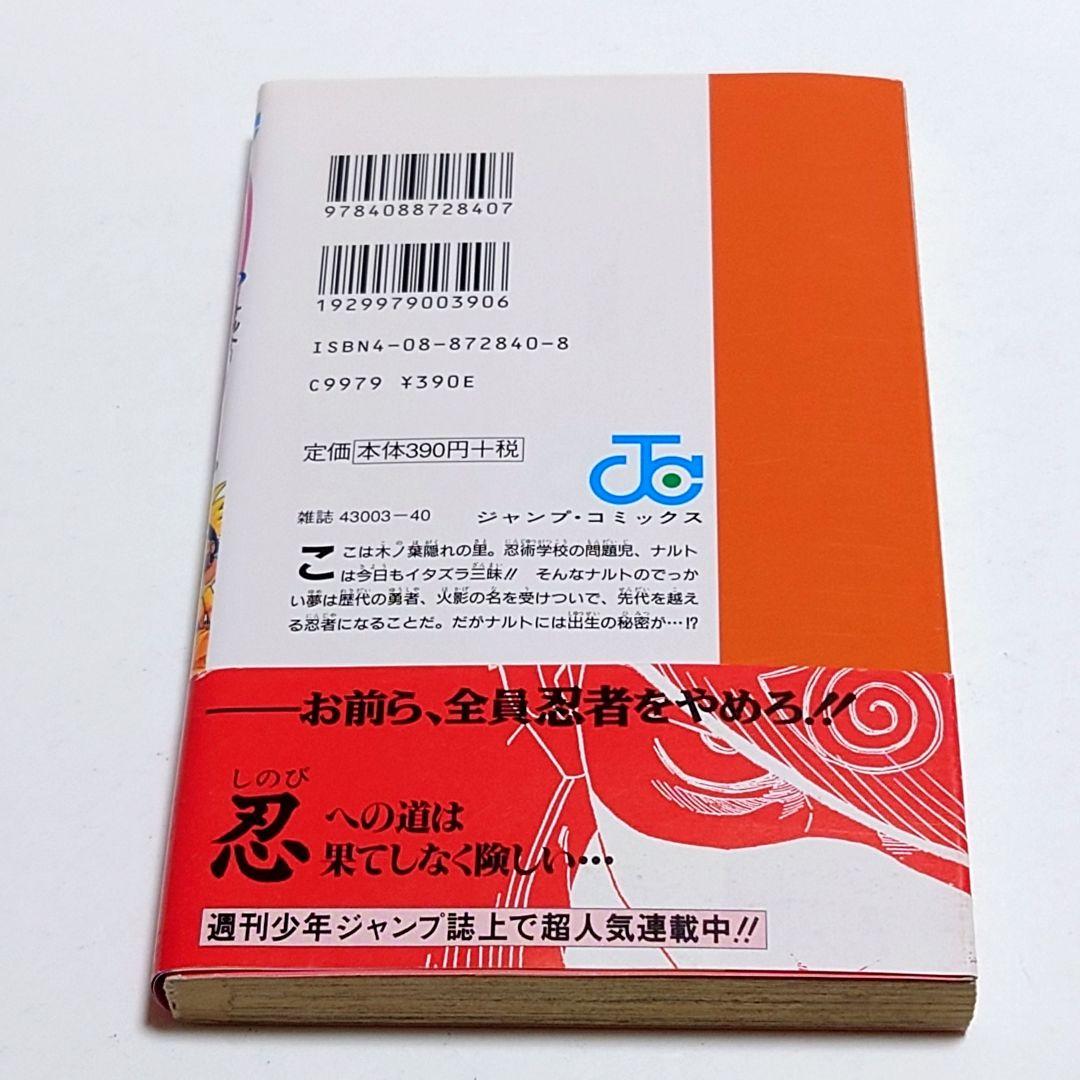 9784088728407
1929979003906
ISBN4-08-872840-8
C9979 ¥390E
定価 本体390円+税
雑誌 43003-40
ジャンプ・コミックス
ここは木ノ葉隠れの里。忍術学校の問題児、ナルト
は今日もイタズラ三昧!! そんなナルトのでっか
い夢は歴代の勇者、火影の名を受けついで、先代を越え
る忍者になることだ。だがナルトには出生の秘密が…!?
──お前ら、全員忍者をやめろ!!
しのび
忍への道は
果てしなく険しい…
週刊少年ジャンプ誌上で超人気連載中!!